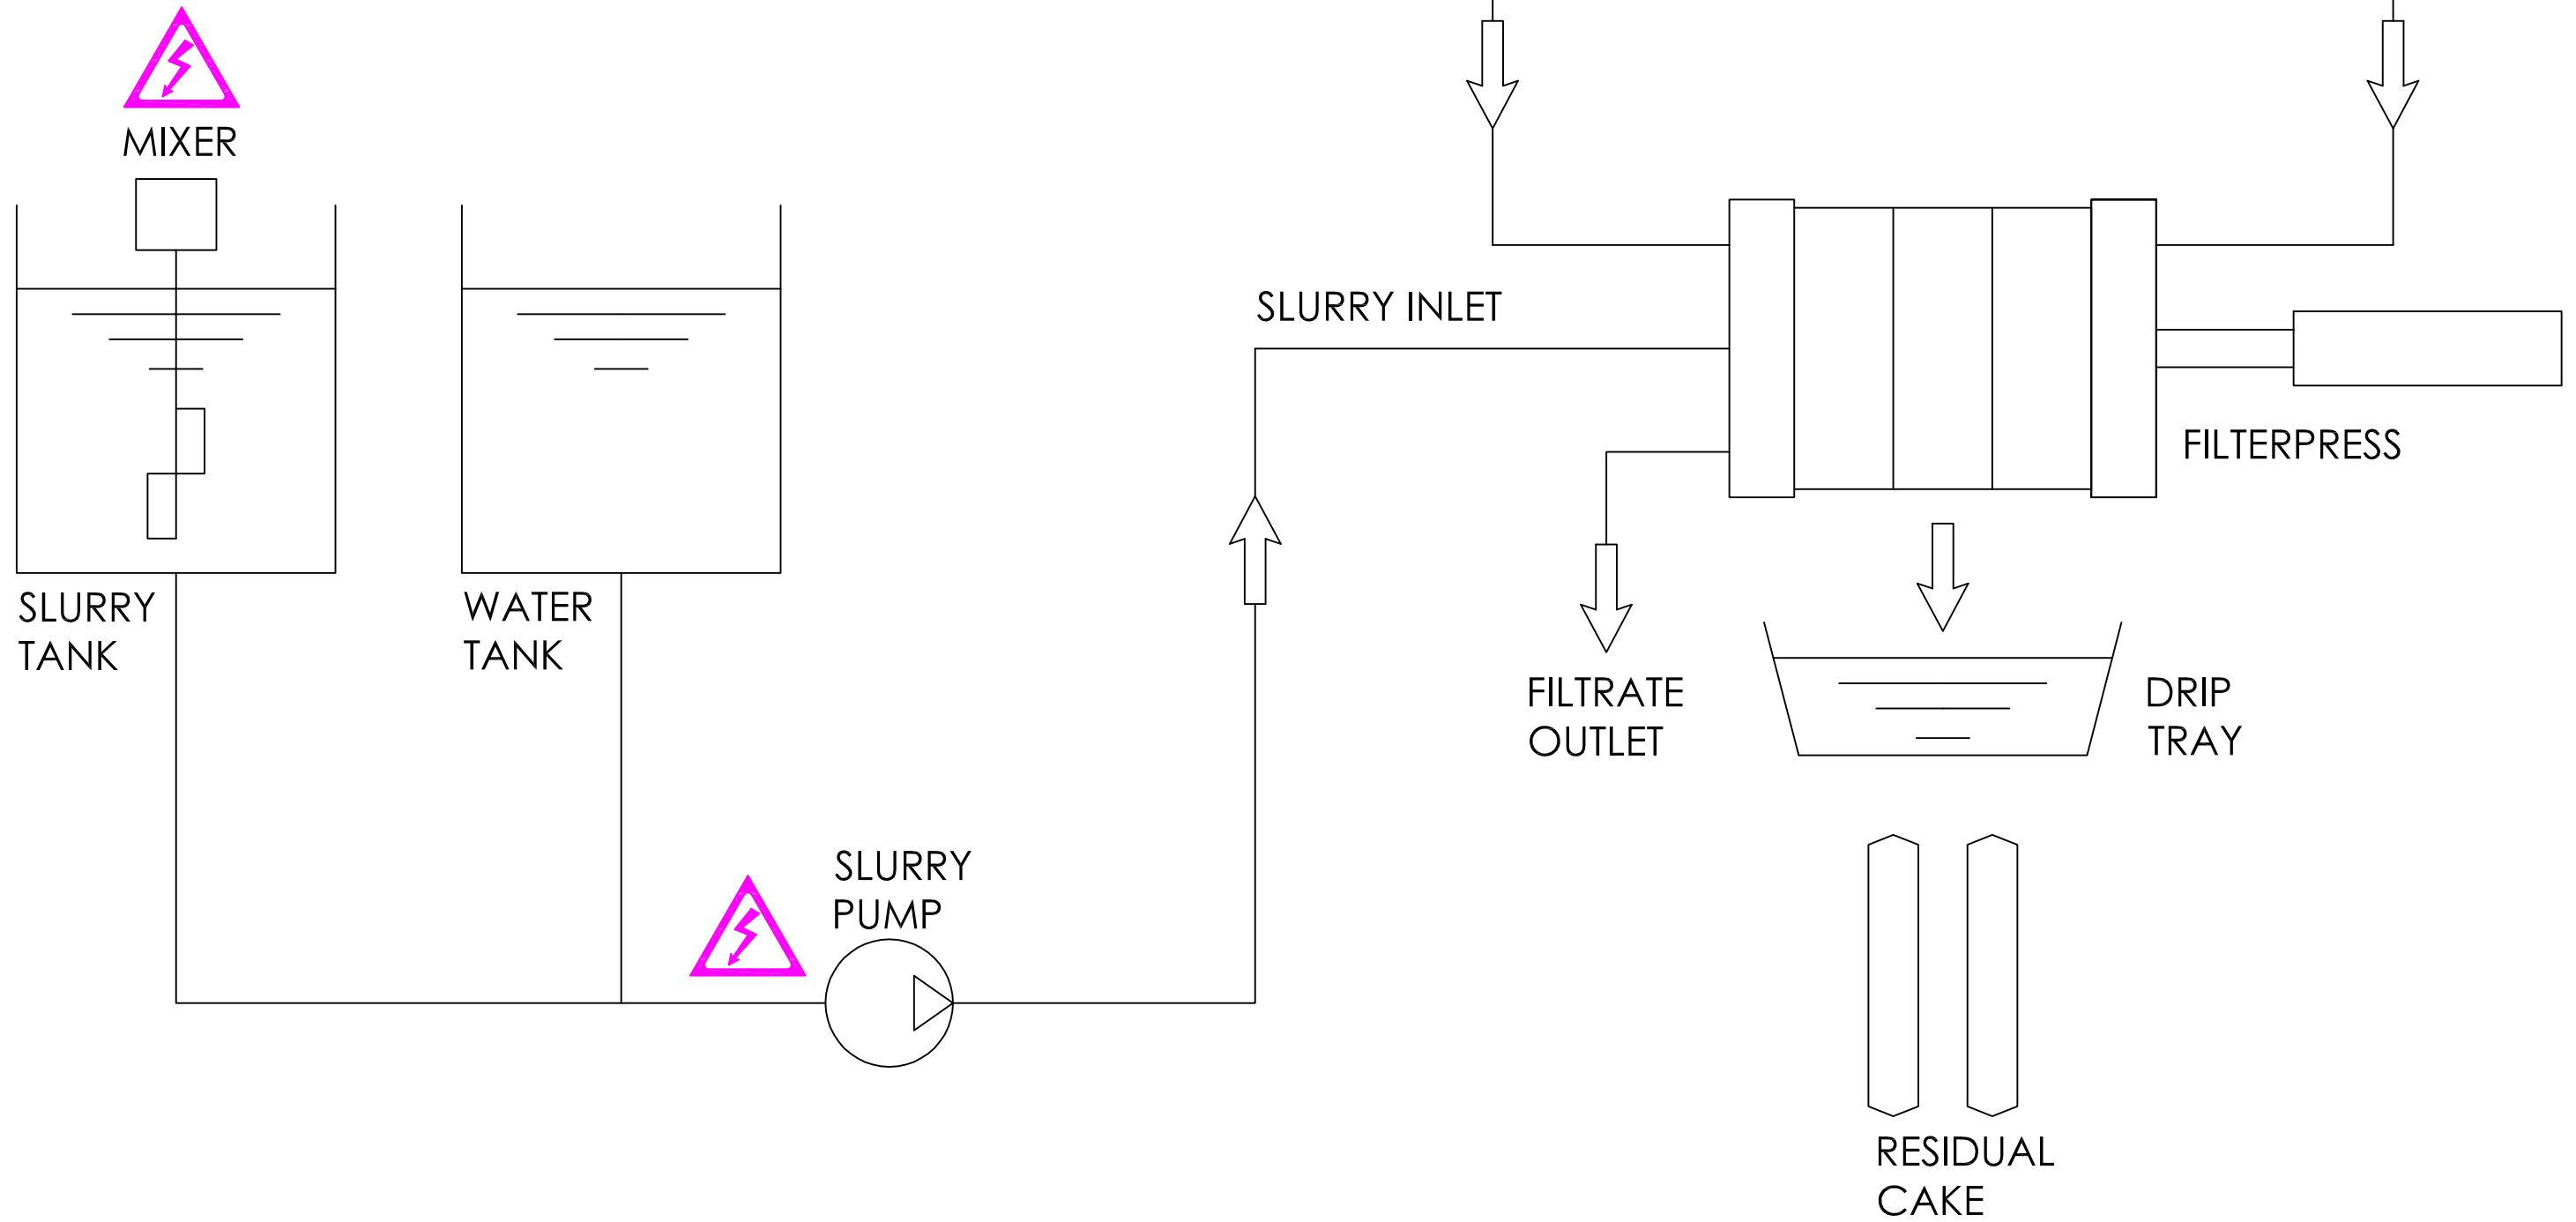 MIXER
SLURRY INLET
FILTERPRESS
SLURRY
TANK
WATER
TANK
FILTRATE
OUTLET
DRIP
TRAY
SLURRY
PUMP
RESIDUAL
CAKE